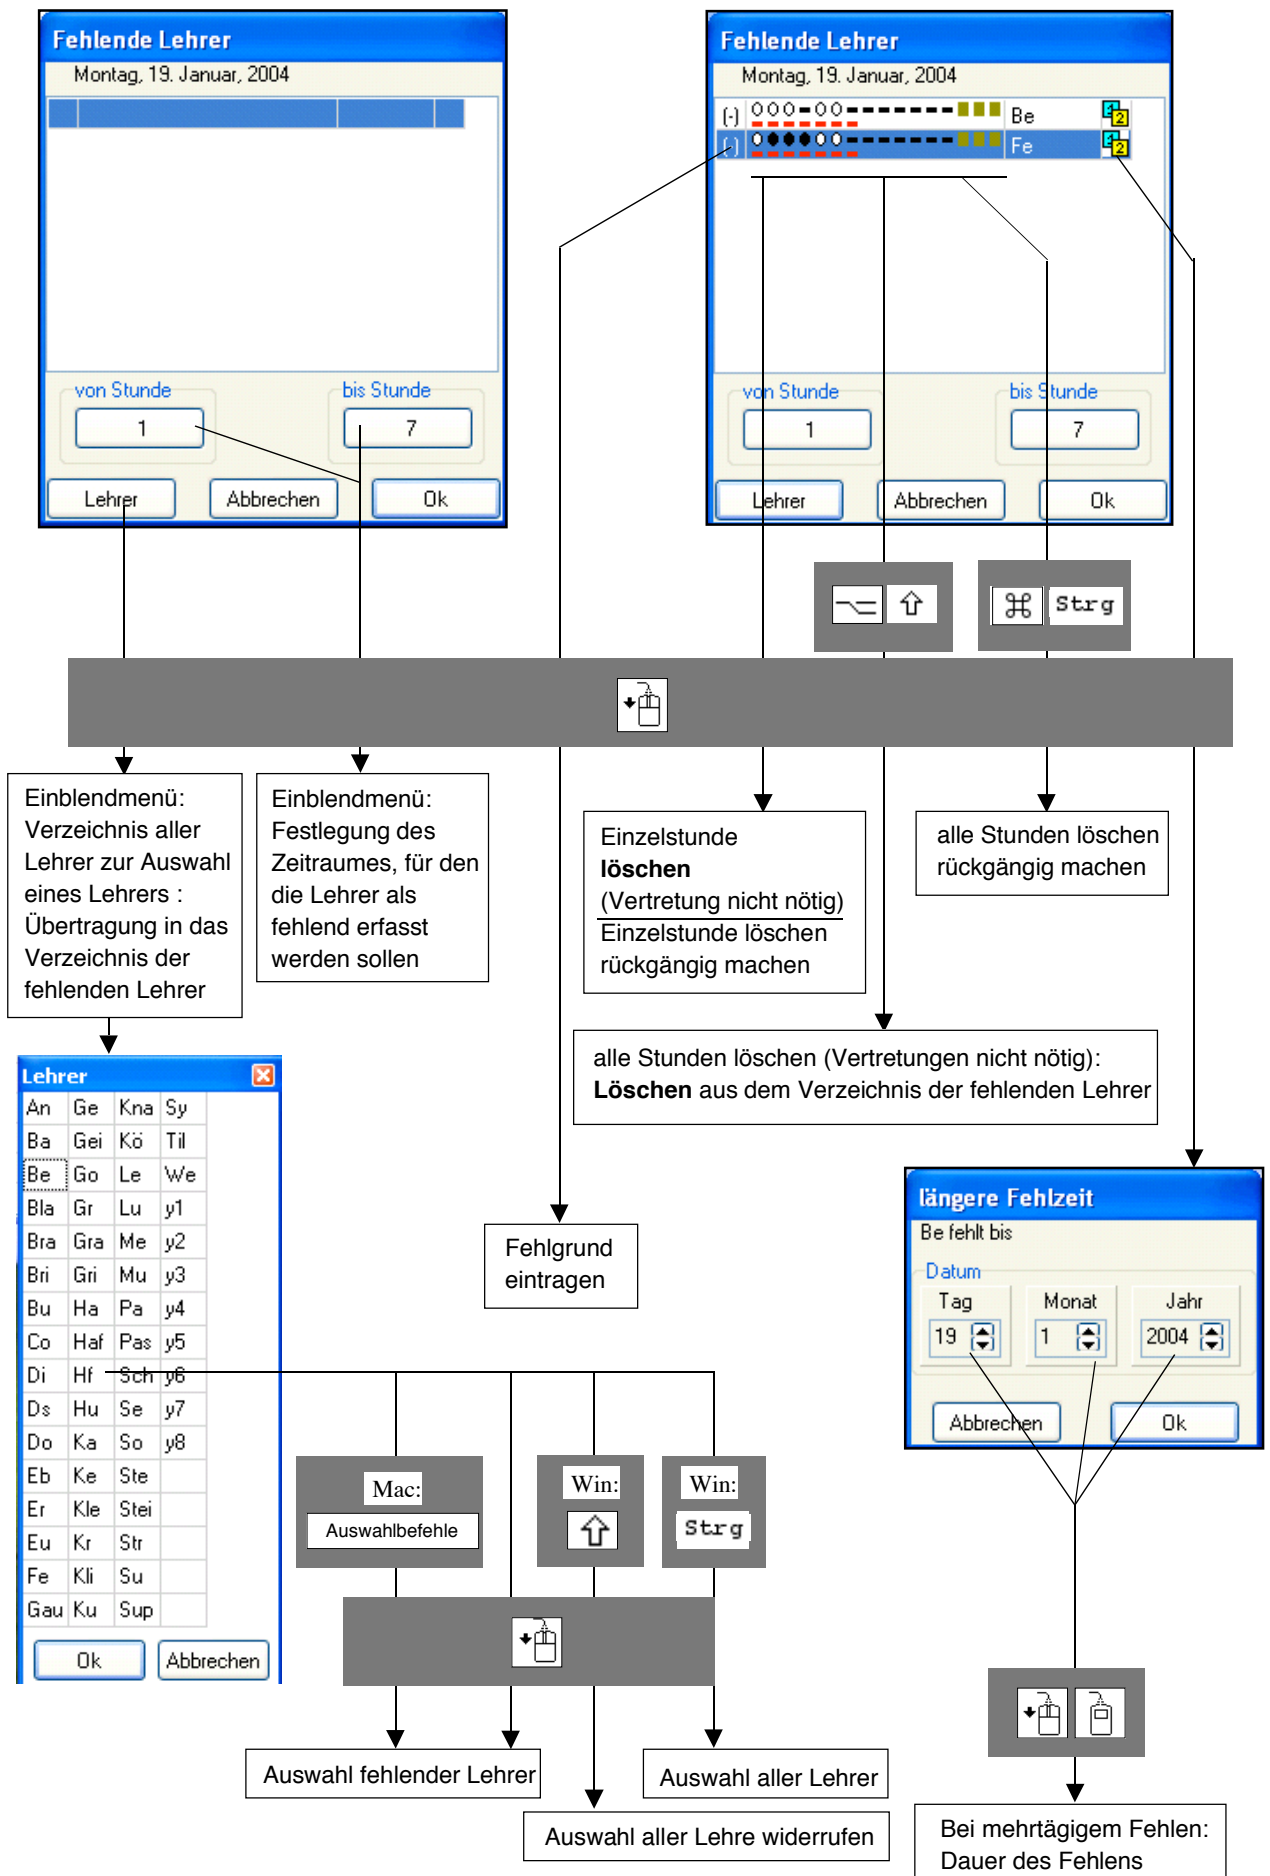 Fehlende Lehrer
Montag, 19. Januar, 2004
von Stunde
bis Stunde
1
7
Lehrer
Abbrechen
Ok
Fehlende Lehrer
Montag, 19. Januar, 2004
(-) Be 1 2
(-) Fe 1 2
von Stunde
bis Stunde
1
7
Lehrer
Abbrechen
Ok
⌥ ⇧
⌘ Strg
Einblendmenü:
Verzeichnis aller
Lehrer zur Auswahl
eines Lehrers :
Übertragung in das
Verzeichnis der
fehlenden Lehrer
Einblendmenü:
Festlegung des
Zeitraumes, für den
die Lehrer als
fehlend erfasst
werden sollen
Einzelstunde
löschen
(Vertretung nicht nötig)
Einzelstunde löschen
rückgängig machen
alle Stunden löschen
rückgängig machen
alle Stunden löschen (Vertretungen nicht nötig):
Löschen aus dem Verzeichnis der fehlenden Lehrer
Fehlgrund
eintragen
Lehrer
An Ge Kna Sy
Ba Gei Kö Til
Be Go Le We
Bla Gr Lu y1
Bra Gra Me y2
Bri Gri Mu y3
Bu Ha Pa y4
Co Haf Pas y5
Di Hf Sch y6
Ds Hu Se y7
Do Ka So y8
Eb Ke Ste
Er Kle Stei
Eu Kr Str
Fe Kli Su
Gau Ku Sup
Ok
Abbrechen
Mac:
Auswahlbefehle
Win:
⇧
Win:
Strg
Auswahl fehlender Lehrer
Auswahl aller Lehrer
Auswahl aller Lehre widerrufen
längere Fehlzeit
Be fehlt bis
Datum
Tag
Monat
Jahr
19
1
2004
Abbrechen
Ok
Bei mehrtägigem Fehlen:
Dauer des Fehlens